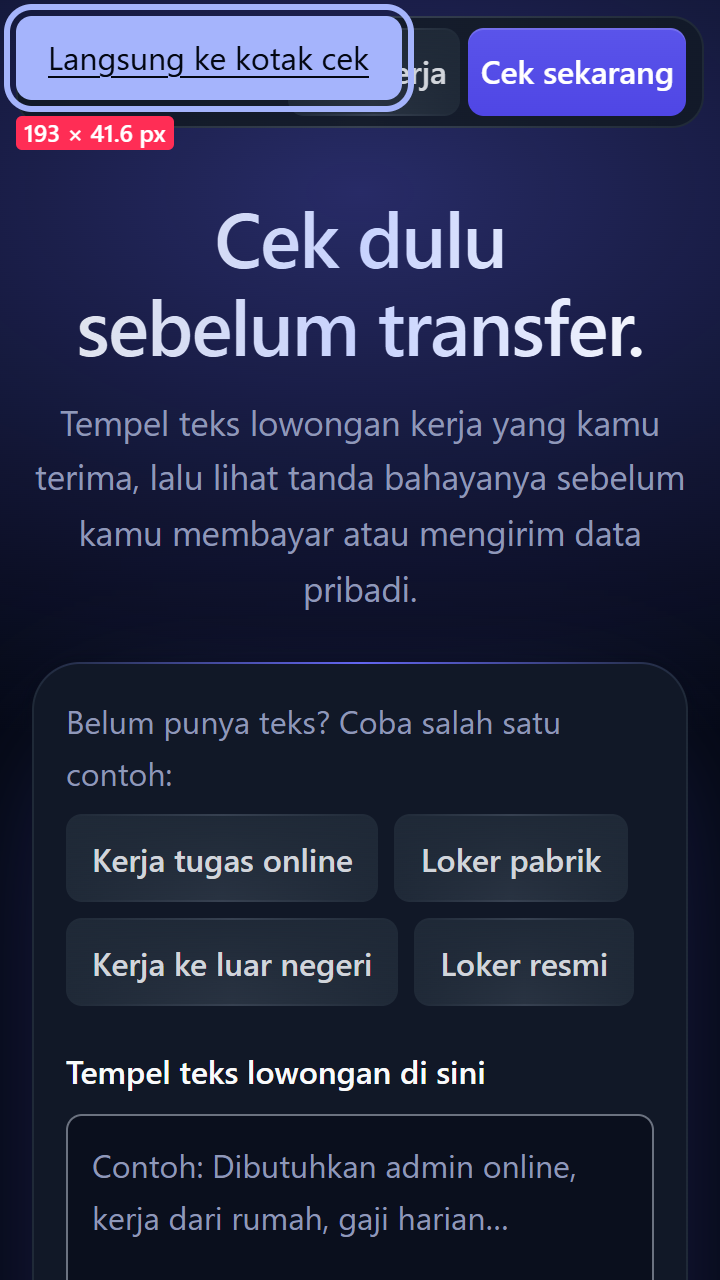 Langsung ke kotak cek
Cek sekarang
193 × 41.6 px
Cek dulu
sebelum transfer.
Tempel teks lowongan kerja yang kamu
terima, lalu lihat tanda bahayanya sebelum
kamu membayar atau mengirim data
pribadi.
Belum punya teks? Coba salah satu
contoh:
Kerja tugas online
Loker pabrik
Kerja ke luar negeri
Loker resmi
Tempel teks lowongan di sini
Contoh: Dibutuhkan admin online,
kerja dari rumah, gaji harian...